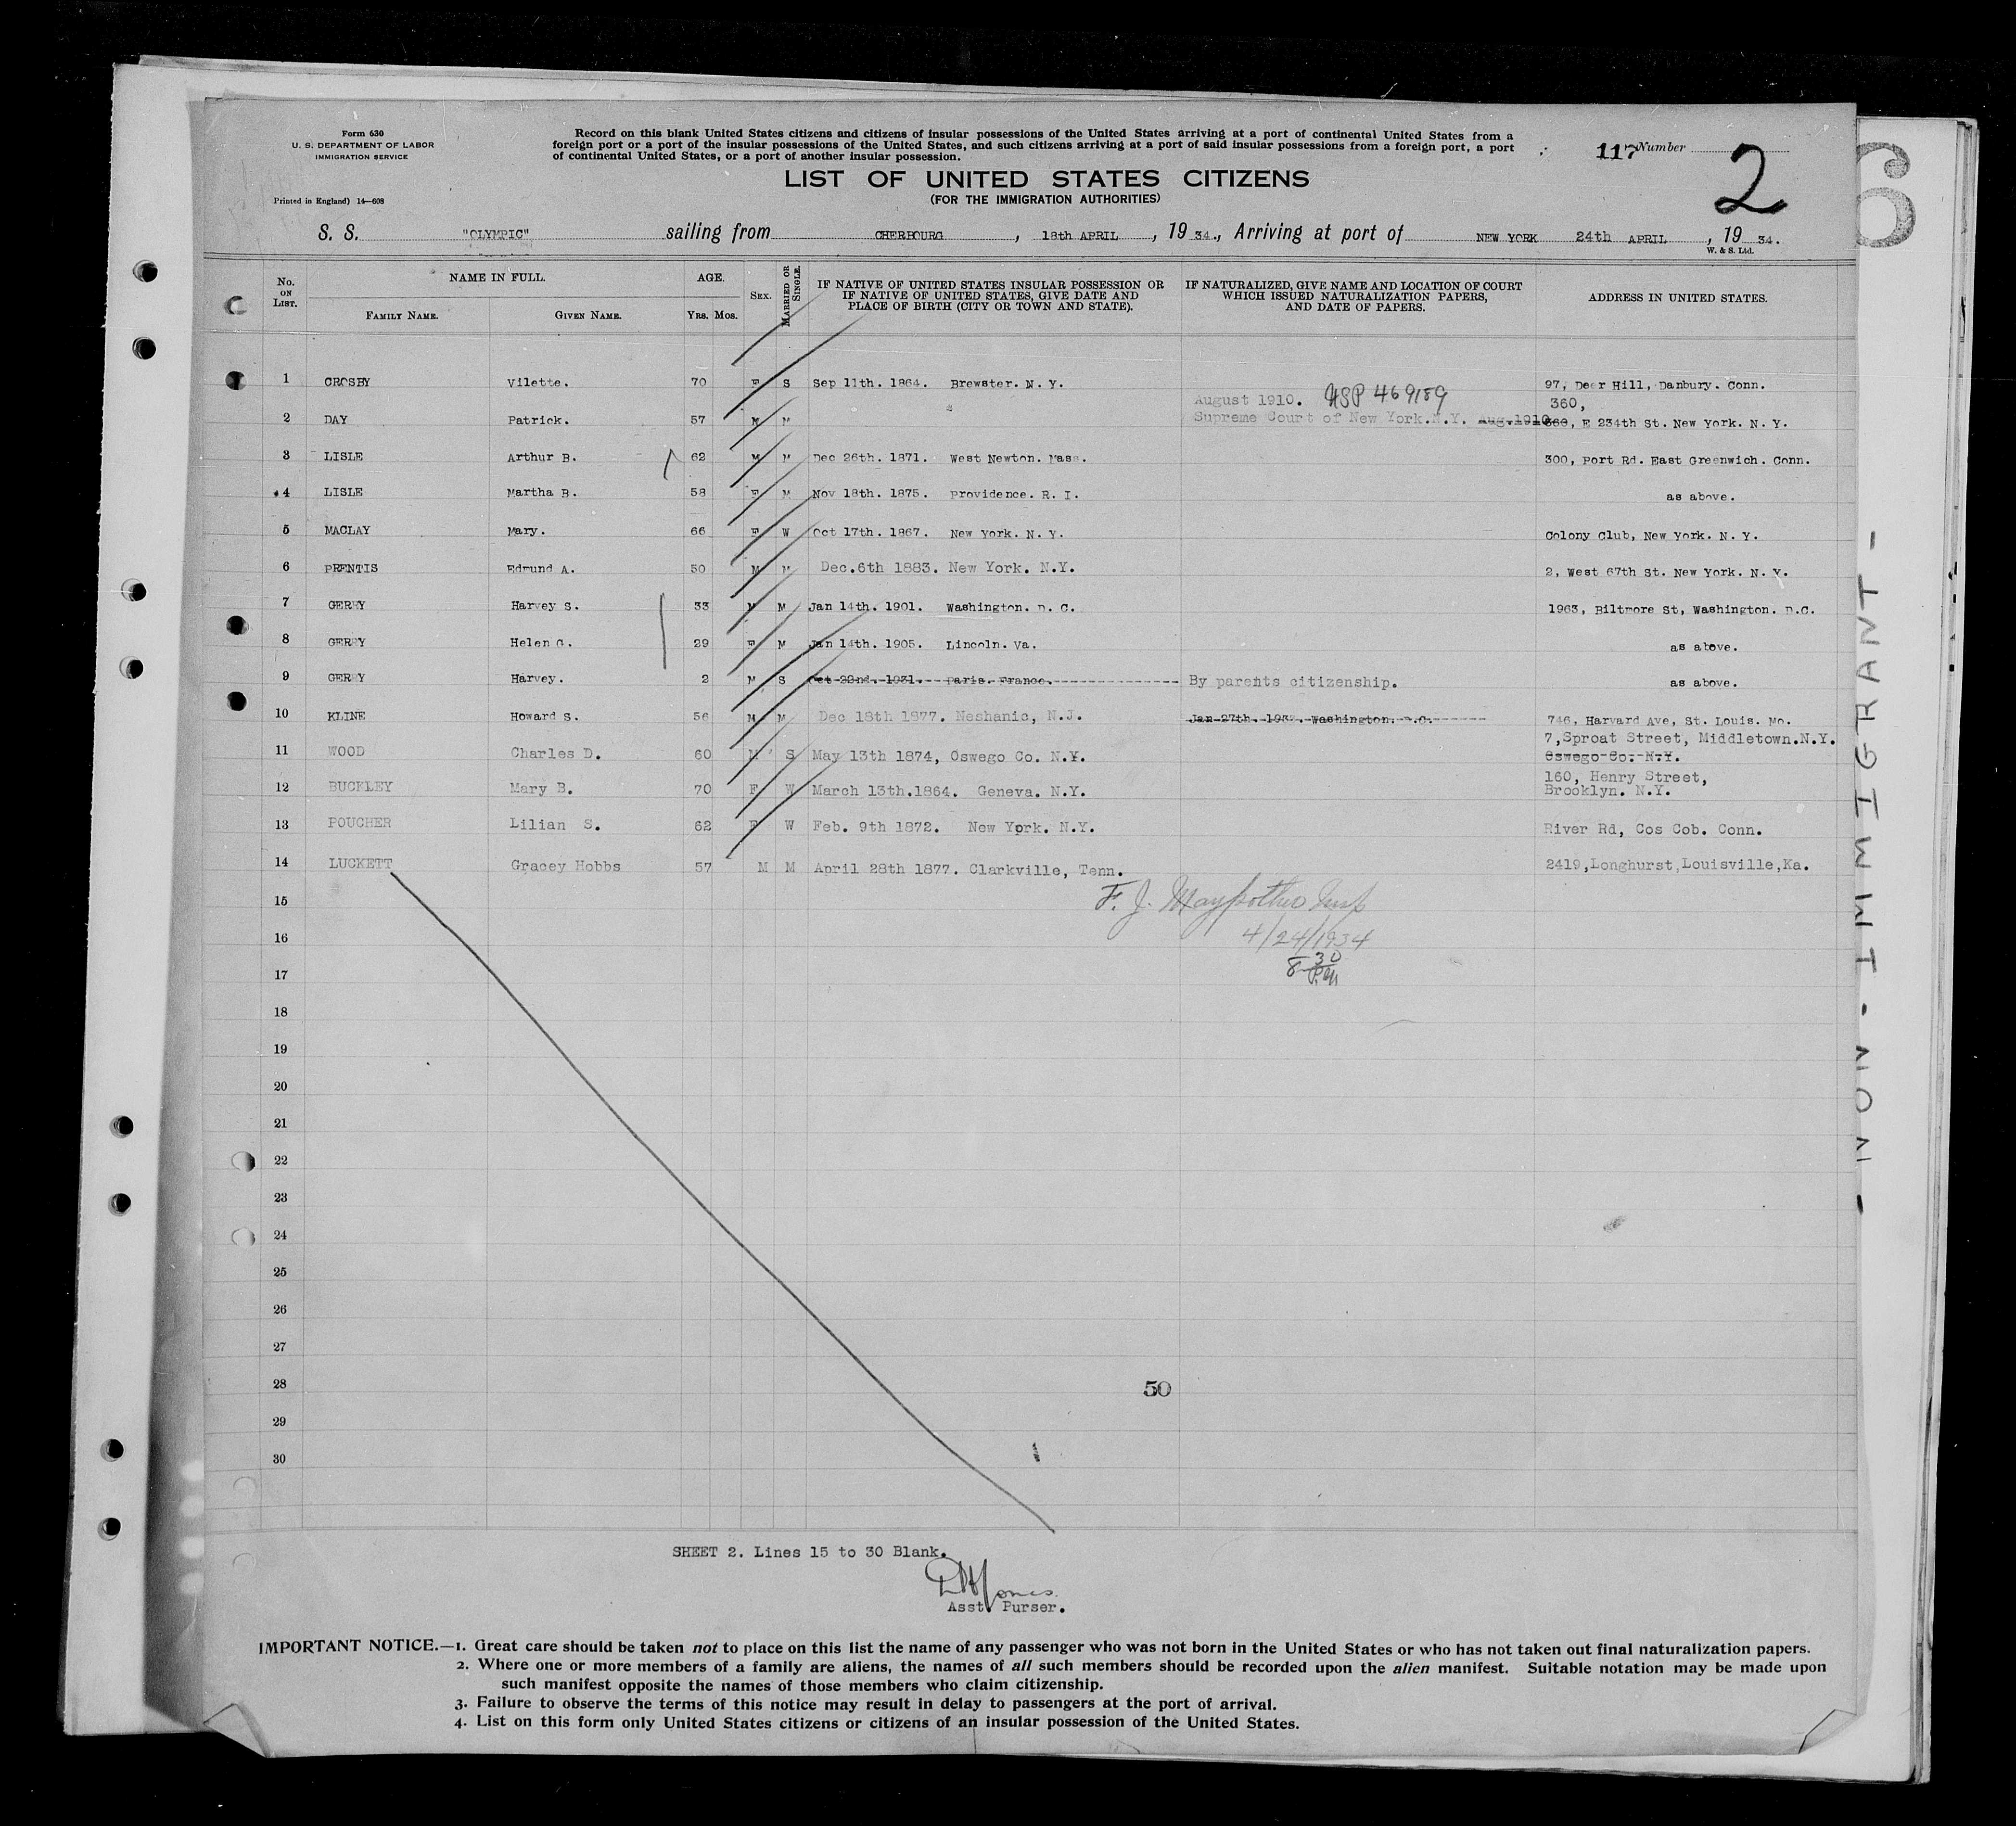 Form 630
U. S. DEPARTMENT OF LABOR
IMMIGRATION SERVICE
Printed in England) 14—608
Record on this blank United States citizens and citizens of insular possessions of the United States arriving at a port of continental United States from a
foreign port or a port of the insular possessions of the United States, and such citizens arriving at a port of said insular possessions from a foreign port, a port
of continental United States, or a port of another insular possession.
117 Number
2
6
LIST OF UNITED STATES CITIZENS
(FOR THE IMMIGRATION AUTHORITIES)
S. S. "OLYMPIC" sailing from CHERBOURG, 18th APRIL, 19 34., Arriving at port of NEW YORK 24th APRIL, 19 34.
W. & S. Ltd.
No. ON LIST. NAME IN FULL. FAMILY NAME. GIVEN NAME. AGE. YRS. MOS. SEX. MARRIED OR SINGLE. IF NATIVE OF UNITED STATES INSULAR POSSESSION OR IF NATIVE OF UNITED STATES, GIVE DATE AND PLACE OF BIRTH (CITY OR TOWN AND STATE). IF NATURALIZED, GIVE NAME AND LOCATION OF COURT WHICH ISSUED NATURALIZATION PAPERS, AND DATE OF PAPERS. ADDRESS IN UNITED STATES.
1 CROSBY Vilette. 70 F S Sep 11th. 1864. Brewster. N. Y. 97, Deer Hill, Danbury. Conn.
August 1910. USP 469189 360,
2 DAY Patrick. 57 M M Supreme Court of New York.N.Y. Aug.1910 360, E 234th St. New York. N. Y.
3 LISLE Arthur B. 62 M M Dec 26th. 1871. West Newton. Mass. 300, Port Rd. East Greenwich. Conn.
4 LISLE Martha B. 58 F M Nov 18th. 1875. Providence. R. I. as above.
5 MACLAY Mary. 66 F W Oct 17th. 1867. New York. N. Y. Colony Club, New York. N. Y.
6 PRENTIS Edmund A. 50 M M Dec.6th 1883. New York. N.Y. 2, West 67th St. New York. N. Y.
7 GERRY Harvey S. 33 M M Jan 14th. 1901. Washington. D. C. 1963, Biltmore St, Washington. D.C.
8 GERRY Helen G. 29 F M Jan 14th. 1905. Lincoln. Va. as above.
9 GERRY Harvey. 2 M S Oct 22nd. 1931. Paris. France. By parents citizenship. as above.
10 KLINE Howard S. 56 M M Dec 18th 1877. Neshanic, N.J. Jan 27th. 1932. Washington. D.C. 746, Harvard Ave, St. Louis. Mo.
7,Sproat Street, Middletown.N.Y.
11 WOOD Charles D. 60 M S May 13th 1874, Oswego Co. N.Y. Oswego Co. N.Y.
160, Henry Street,
12 BUCKLEY Mary B. 70 F W March 13th.1864. Geneva. N.Y. Brooklyn. N.Y.
13 FOUCHER Lilian S. 62 F W Feb. 9th 1872. New York. N.Y. River Rd, Cos Cob. Conn.
14 LUCKETT Gracey Hobbs 57 M M April 28th 1877. Clarkville, Tenn. 2419,Longhurst,Louisville,Ka.
15 F. J. Maypother Insp
16 4/24/1934
17 8 30 P.M.
18
19
20
21
22
23
24
25
26
27
28 50
29
30
SHEET 2. Lines 15 to 30 Blank.
Jones
Asst. Purser.
IMPORTANT NOTICE.—1. Great care should be taken not to place on this list the name of any passenger who was not born in the United States or who has not taken out final naturalization papers.
2. Where one or more members of a family are aliens, the names of all such members should be recorded upon the alien manifest. Suitable notation may be made upon
such manifest opposite the names of those members who claim citizenship.
3. Failure to observe the terms of this notice may result in delay to passengers at the port of arrival.
4. List on this form only United States citizens or citizens of an insular possession of the United States.
- NON - IMMIGRANT -